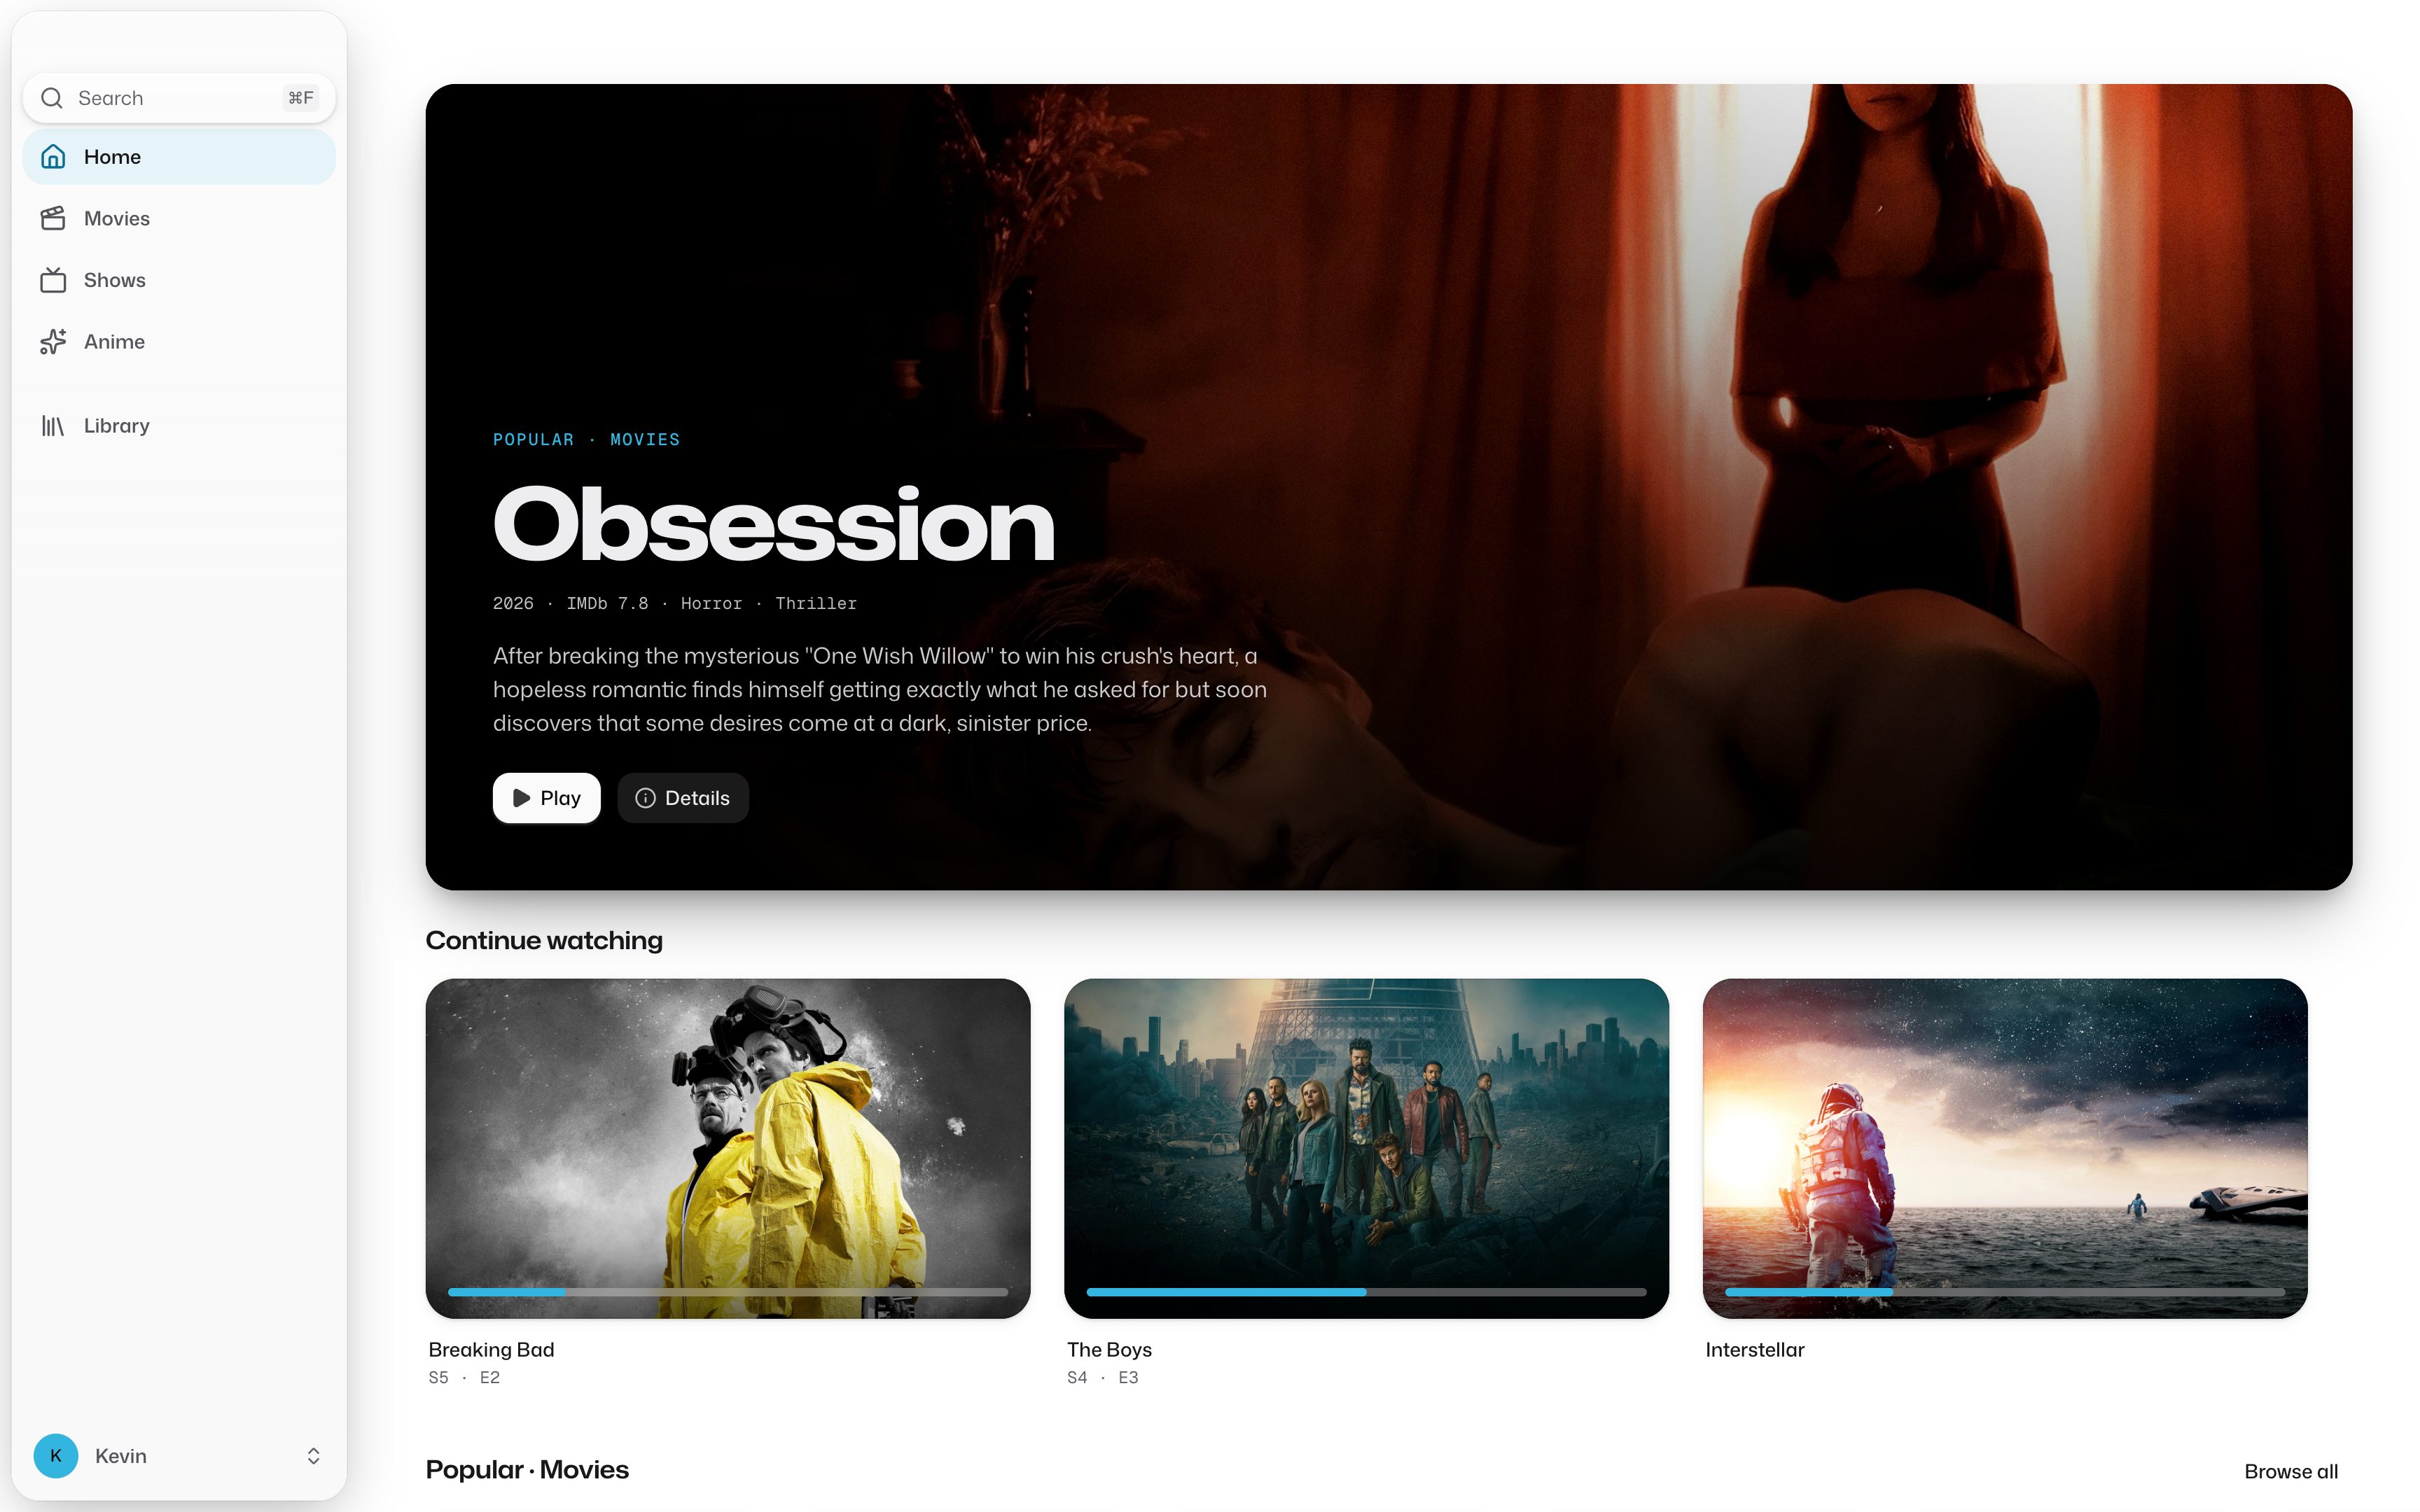 Search ⌘F
Home
Movies
Shows
Anime
Library
POPULAR · MOVIES
Obsession
2026 · IMDb 7.8 · Horror · Thriller
After breaking the mysterious "One Wish Willow" to win his crush's heart, a
hopeless romantic finds himself getting exactly what he asked for but soon
discovers that some desires come at a dark, sinister price.
Play
Details
Continue watching
Breaking Bad
S5 · E2
The Boys
S4 · E3
Interstellar
Popular · Movies
Browse all
K
Kevin